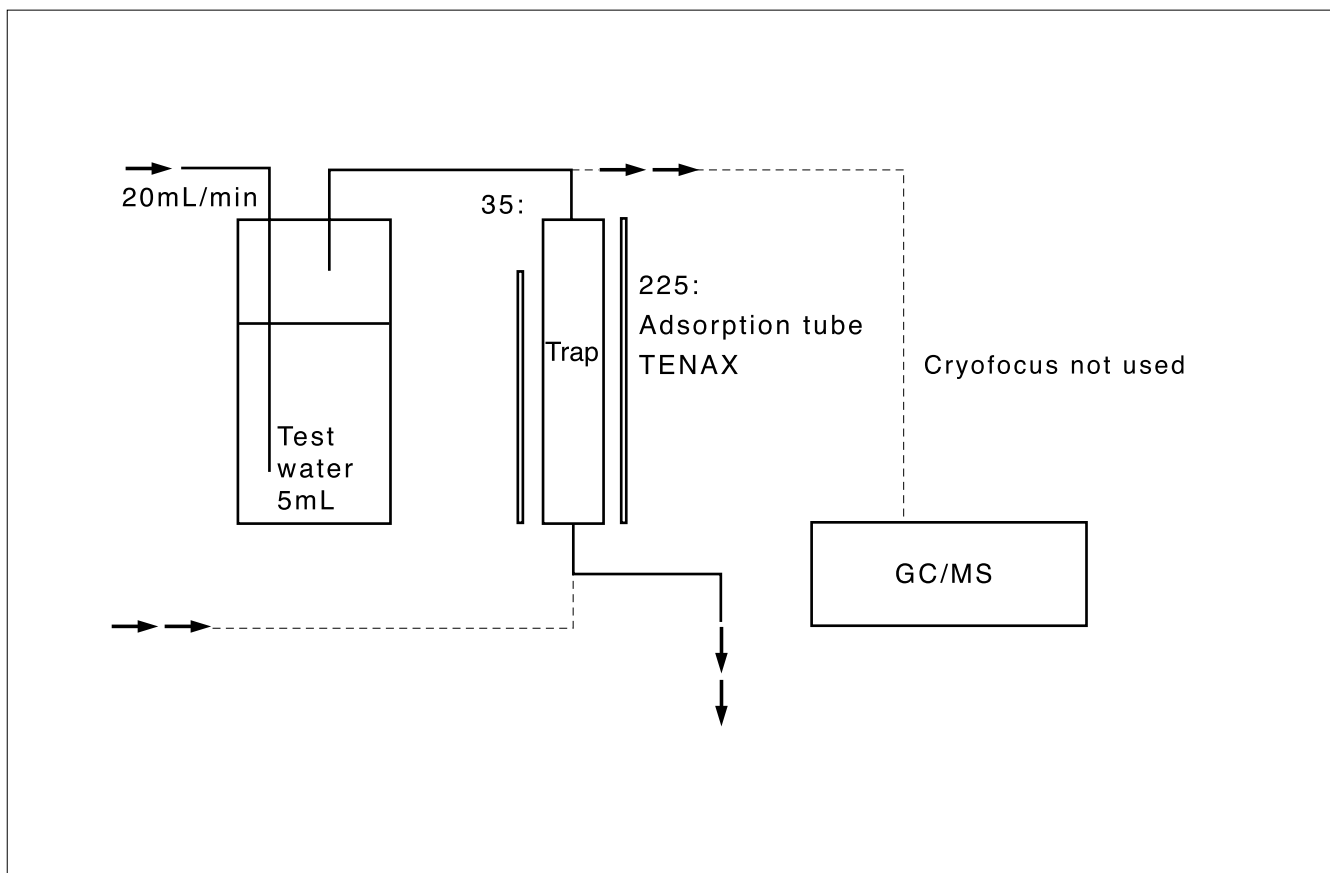 20mL/min
35:
225:
Adsorption tube
TENAX
Trap
Cryofocus not used
Test
water
5mL
GC/MS